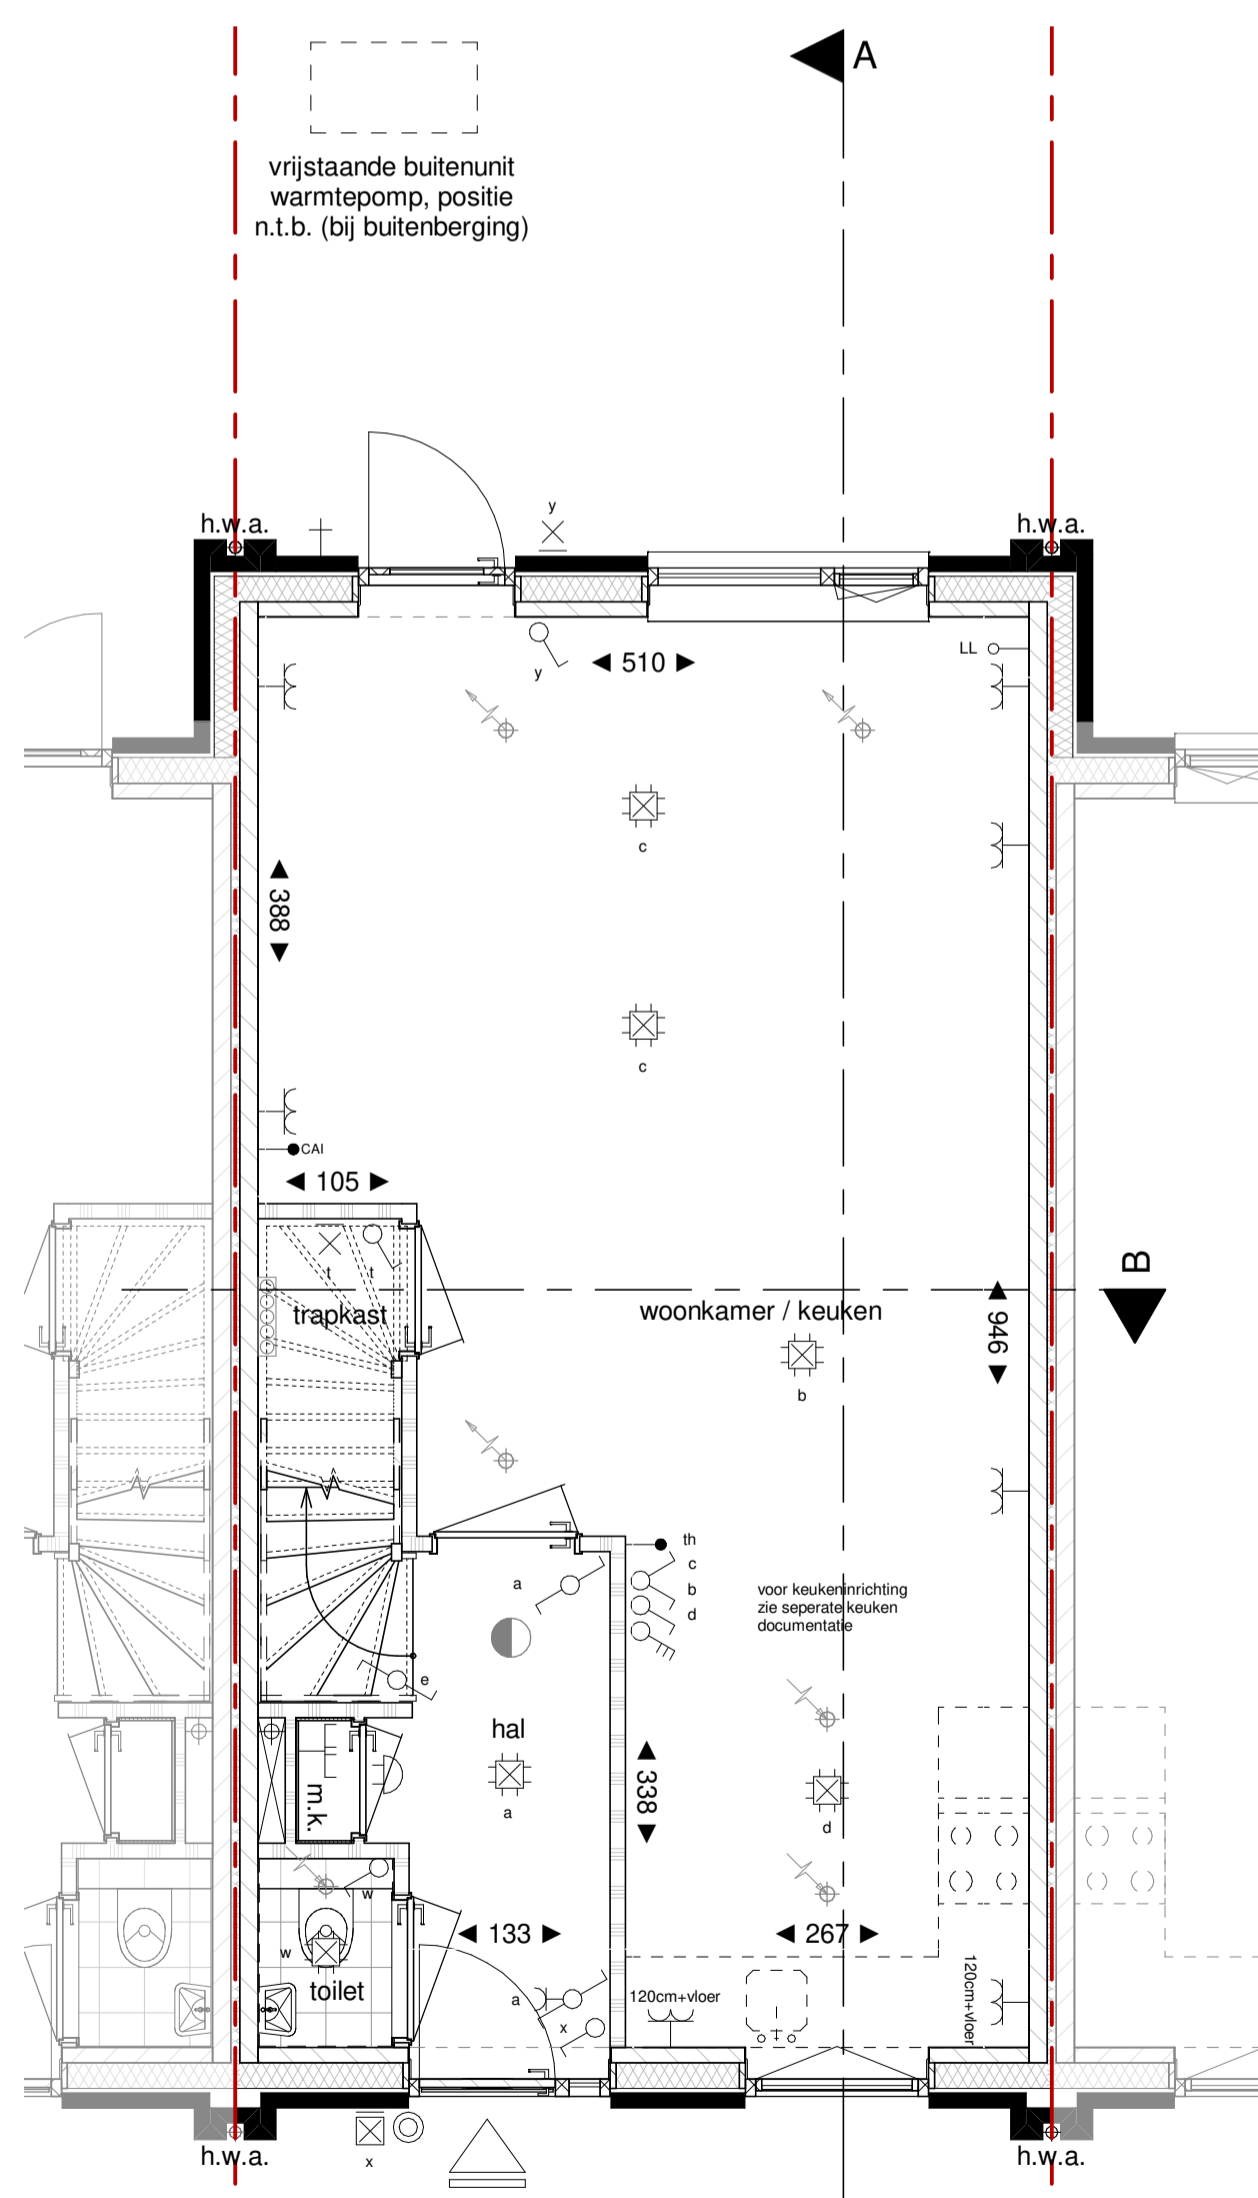 A
vrijstaande buitenunit
warmtepomp, positie
n.t.b. (bij buitenberging)
y
h.w.a.
h.w.a.
y
510
LL
c
388
c
CAI
105
t
t
trapkast
woonkamer / keuken
946
B
b
th
c
b
d
a
voor keukeninrichting
zie seperate keuken
documentatie
e
hal
m.k.
a
338
d
w
133
267
w
toilet
a
x
120cm+vloer
120cm+vloer
h.w.a.
x
h.w.a.